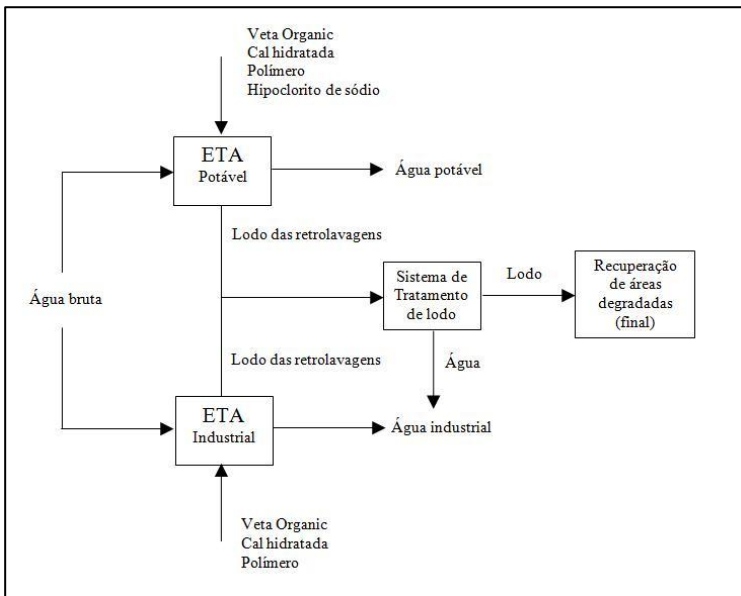 Veta Organic
Cal hidratada
Polímero
Hipoclorito de sódio
ETA
Potável
Água potável
Lodo das retrolavagens
Água bruta
Sistema de
Tratamento
de lodo
Lodo
Recuperação
de áreas
degradadas
(final)
Lodo das retrolavagens
Água
ETA
Industrial
Água industrial
Veta Organic
Cal hidratada
Polímero